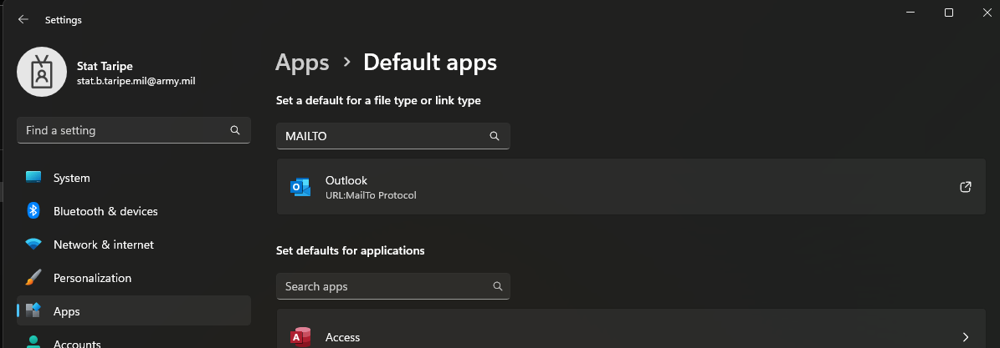 Settings
Stat Taripe
stat.b.taripe.mil@army.mil
Find a setting
System
Bluetooth & devices
Network & internet
Personalization
Apps
Accounts
Apps > Default apps
Set a default for a file type or link type
MAILTO
Outlook
URL:MailTo Protocol
Set defaults for applications
Search apps
Access